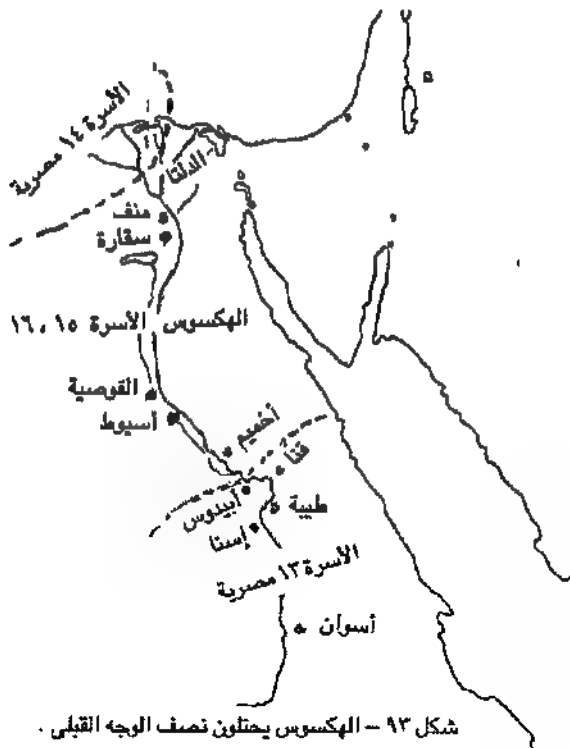 الأسرة ١٤ مصرية
الدلتا
منف
سقارة
الهكسوس الأسرة ١٥ ، ١٦
القوصية
أسيوط
أخميم
قنا
أبيدوس
طيبة
إسنا
الأسرة ١٣ مصرية
أسوان
شكل ٩٣ – الهكسوس يحتلون نصف الوجه القبلى .